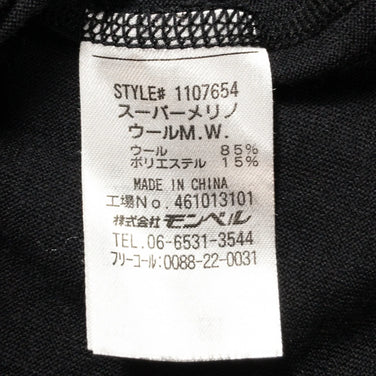 STYLE# 1107654
スーパーメリノ
ウールM.W.
ウール 85%
ポリエステル 15%
MADE IN CHINA
工場No. 461013101
株式会社 モンベル
TEL. 06-6531-3544
フリーコール: 0088-22-0031